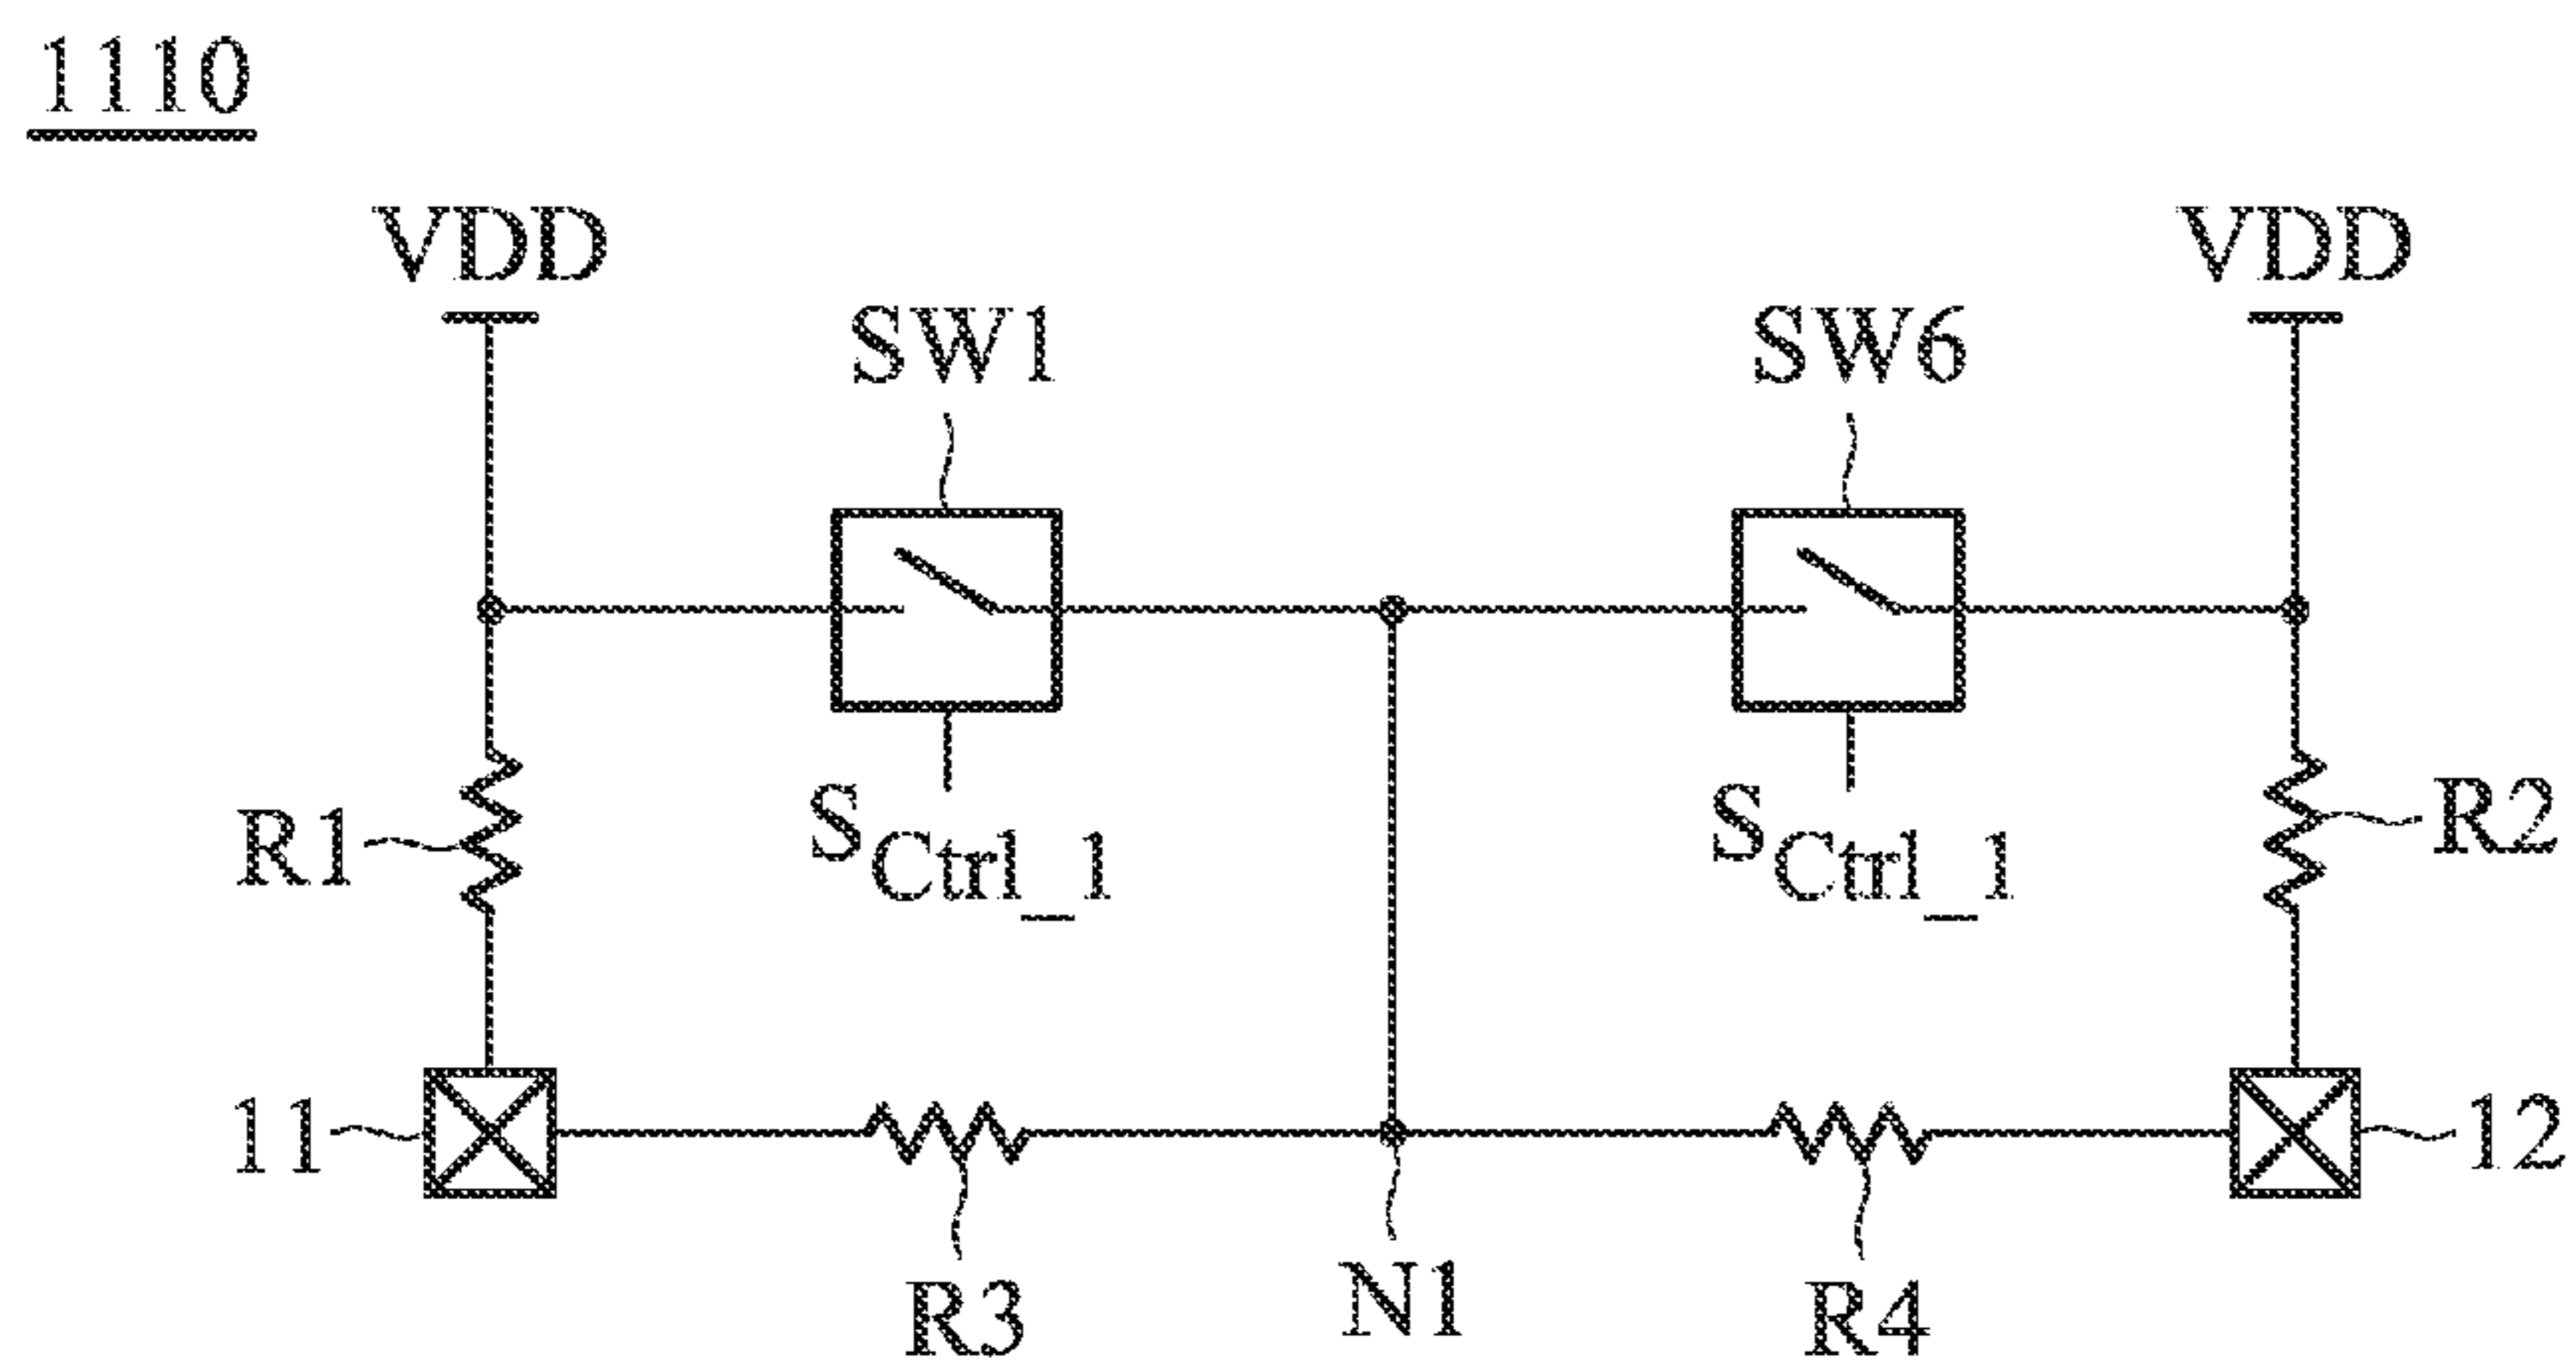 1110
VDD VDD
SW1 SW6
R1 SCtrl_1 SCtrl_1 R2
11 12
R3 N1 R4